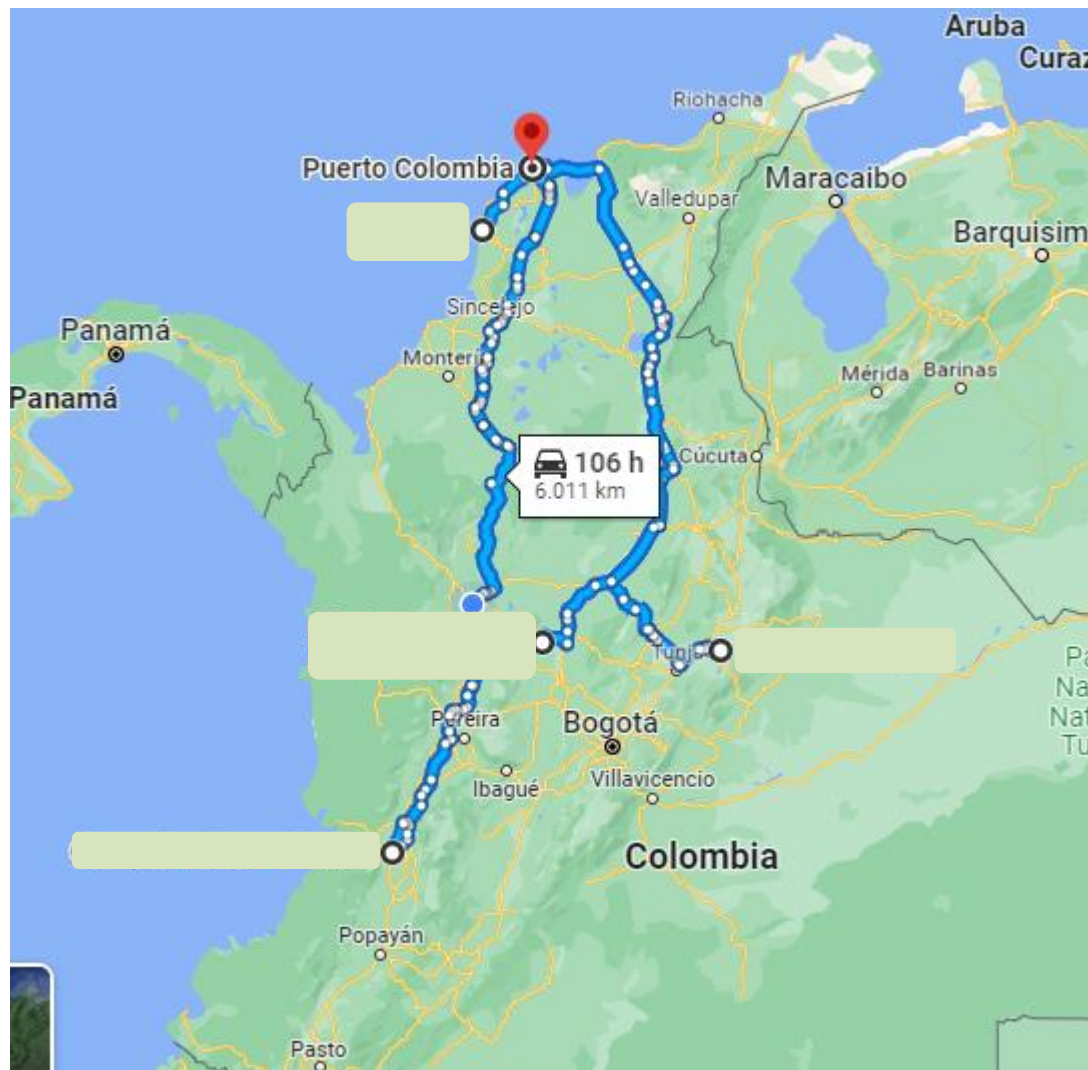 Aruba
Curaz
Riohacha
Puerto Colombia
Maracaibo
Valledupar
Barquisim
Sincelejo
Panamá
Montería
Mérida
Barinas
Panamá
106 h
6.011 km
Cúcuta
Tunja
Pa
Na
Nat
Tu
Pereira
Bogotá
Ibagué
Villavicencio
Colombia
Popayán
Pasto